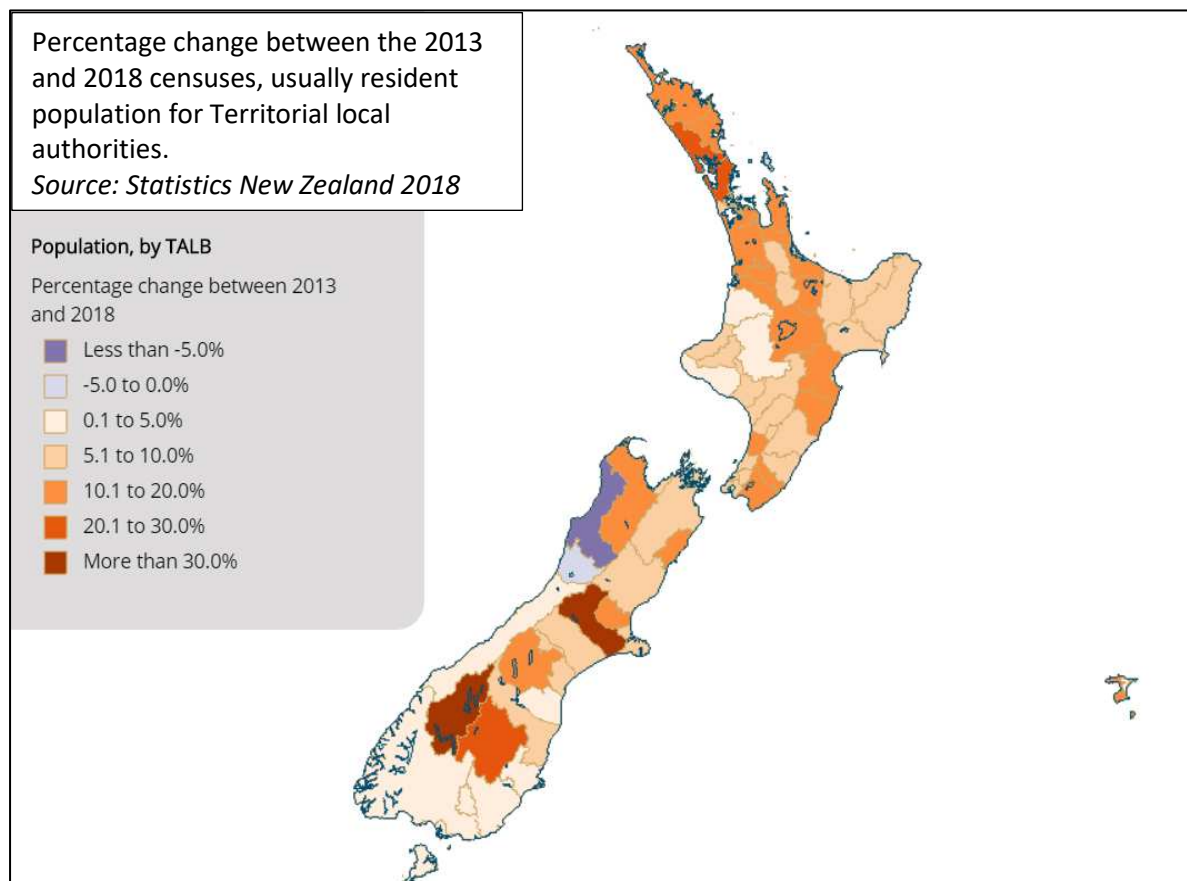 Percentage change between the 2013
and 2018 censuses, usually resident
population for Territorial local
authorities.
Source: Statistics New Zealand 2018
Population, by TALB
Percentage change between 2013
and 2018
Less than -5.0%
-5.0 to 0.0%
0.1 to 5.0%
5.1 to 10.0%
10.1 to 20.0%
20.1 to 30.0%
More than 30.0%